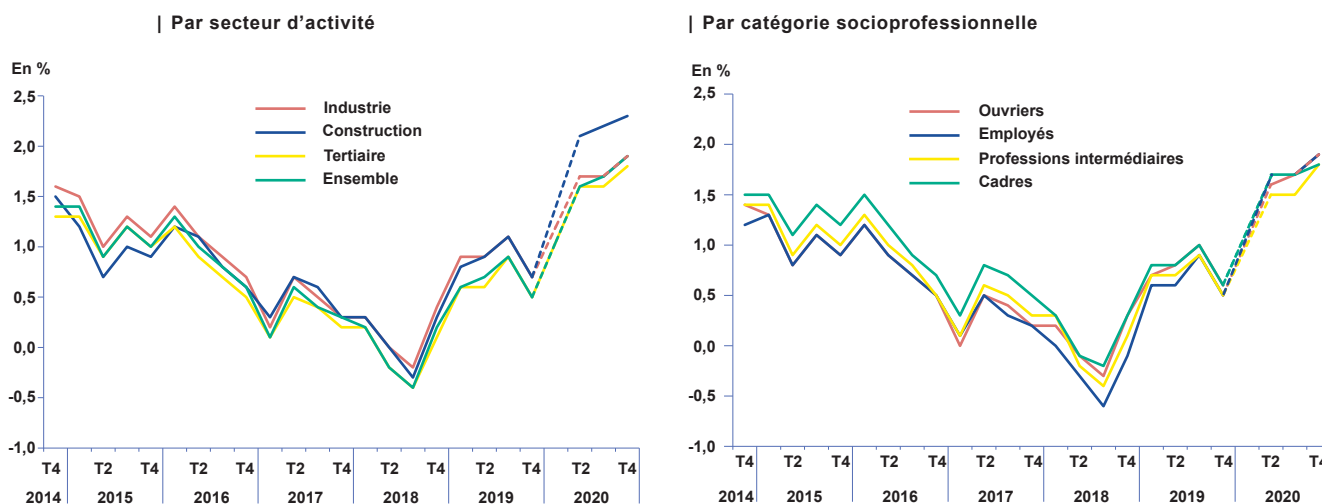 | Par secteur d’activité
En %
2,5
2,0
1,5
1,0
0,5
0,0
-0,5
-1,0
Industrie
Construction
Tertiaire
Ensemble
T4 T2 T4 T2 T4 T2 T4 T2 T4 T2 T4 T2 T4
2014 2015 2016 2017 2018 2019 2020
| Par catégorie socioprofessionnelle
En %
2,5
2,0
1,5
1,0
0,5
0,0
-0,5
-1,0
Ouvriers
Employés
Professions intermédiaires
Cadres
T4 T2 T4 T2 T4 T2 T4 T2 T4 T2 T4 T2 T4
2014 2015 2016 2017 2018 2019 2020